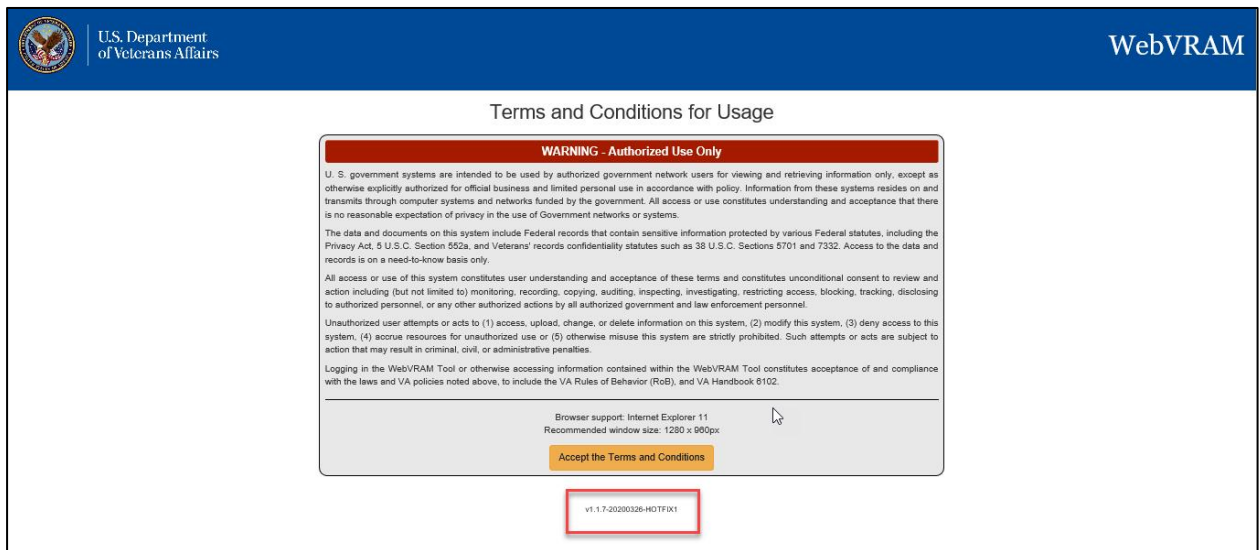 U.S. Department
of Veterans Affairs
WebVRAM
Terms and Conditions for Usage
WARNING - Authorized Use Only
U. S. government systems are intended to be used by authorized government network users for viewing and retrieving information only, except as
otherwise explicitly authorized for official business and limited personal use in accordance with policy. Information from these systems resides on and
transmits through computer systems and networks funded by the government. All access or use constitutes understanding and acceptance that there
is no reasonable expectation of privacy in the use of Government networks or systems.
The data and documents on this system include Federal records that contain sensitive information protected by various Federal statutes, including the
Privacy Act, 5 U.S.C. Section 552a, and Veterans' records confidentiality statutes such as 38 U.S.C. Sections 5701 and 7332. Access to the data and
records is on a need-to-know basis only.
All access or use of this system constitutes user understanding and acceptance of these terms and constitutes unconditional consent to review and
action including (but not limited to) monitoring, recording, copying, auditing, inspecting, investigating, restricting access, blocking, tracking, disclosing
to authorized personnel, or any other authorized actions by all authorized government and law enforcement personnel.
Unauthorized user attempts or acts to (1) access, upload, change, or delete information on this system, (2) modify this system, (3) deny access to this
system, (4) accrue resources for unauthorized use or (5) otherwise misuse this system are strictly prohibited. Such attempts or acts are subject to
action that may result in criminal, civil, or administrative penalties.
Logging in the WebVRAM Tool or otherwise accessing information contained within the WebVRAM Tool constitutes acceptance of and compliance
with the laws and VA policies noted above, to include the VA Rules of Behavior (RoB), and VA Handbook 6102.
Browser support: Internet Explorer 11
Recommended window size: 1280 x 960px
Accept the Terms and Conditions
v1.1.7-20200326-HOTFIX1